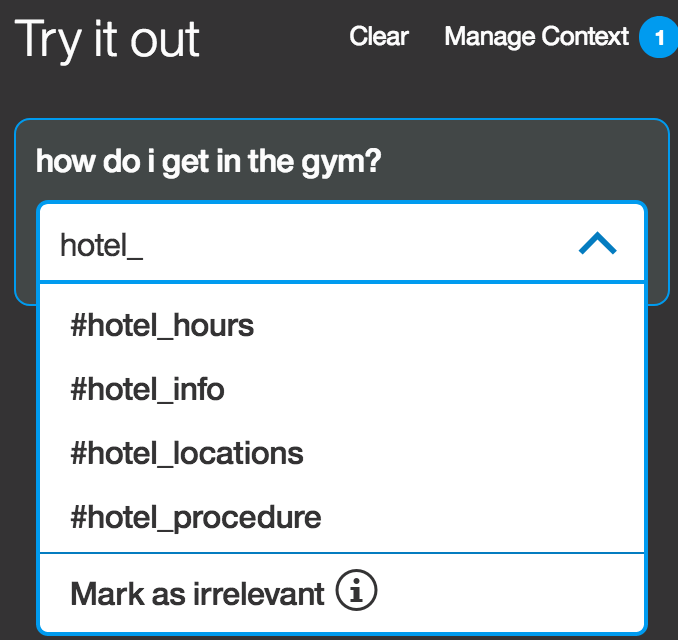 Try it out
Clear
Manage Context
1
how do i get in the gym?
hotel_
#hotel_hours
#hotel_info
#hotel_locations
#hotel_procedure
Mark as irrelevant